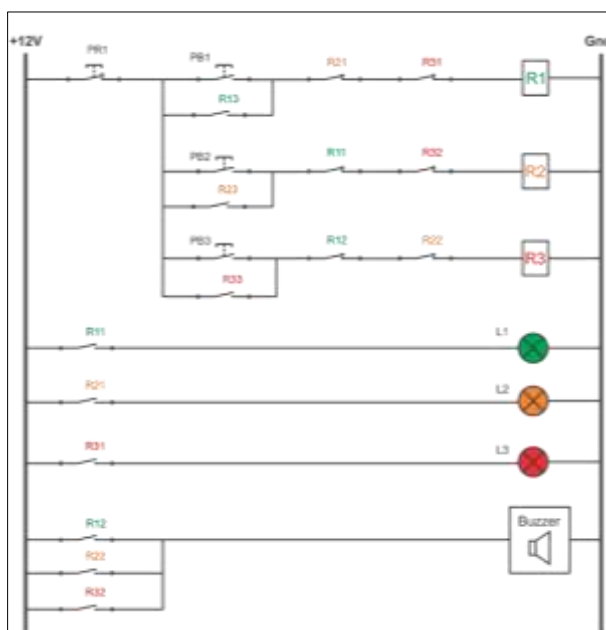 +12V Gnd
PR1 PB1 R21 R31 R1
R13
PB2 R11 R32 R2
R23
PB3 R12 R22 R3
R33
R11 L1
R21 L2
R31 L3
R12 Buzzer
R22
R32